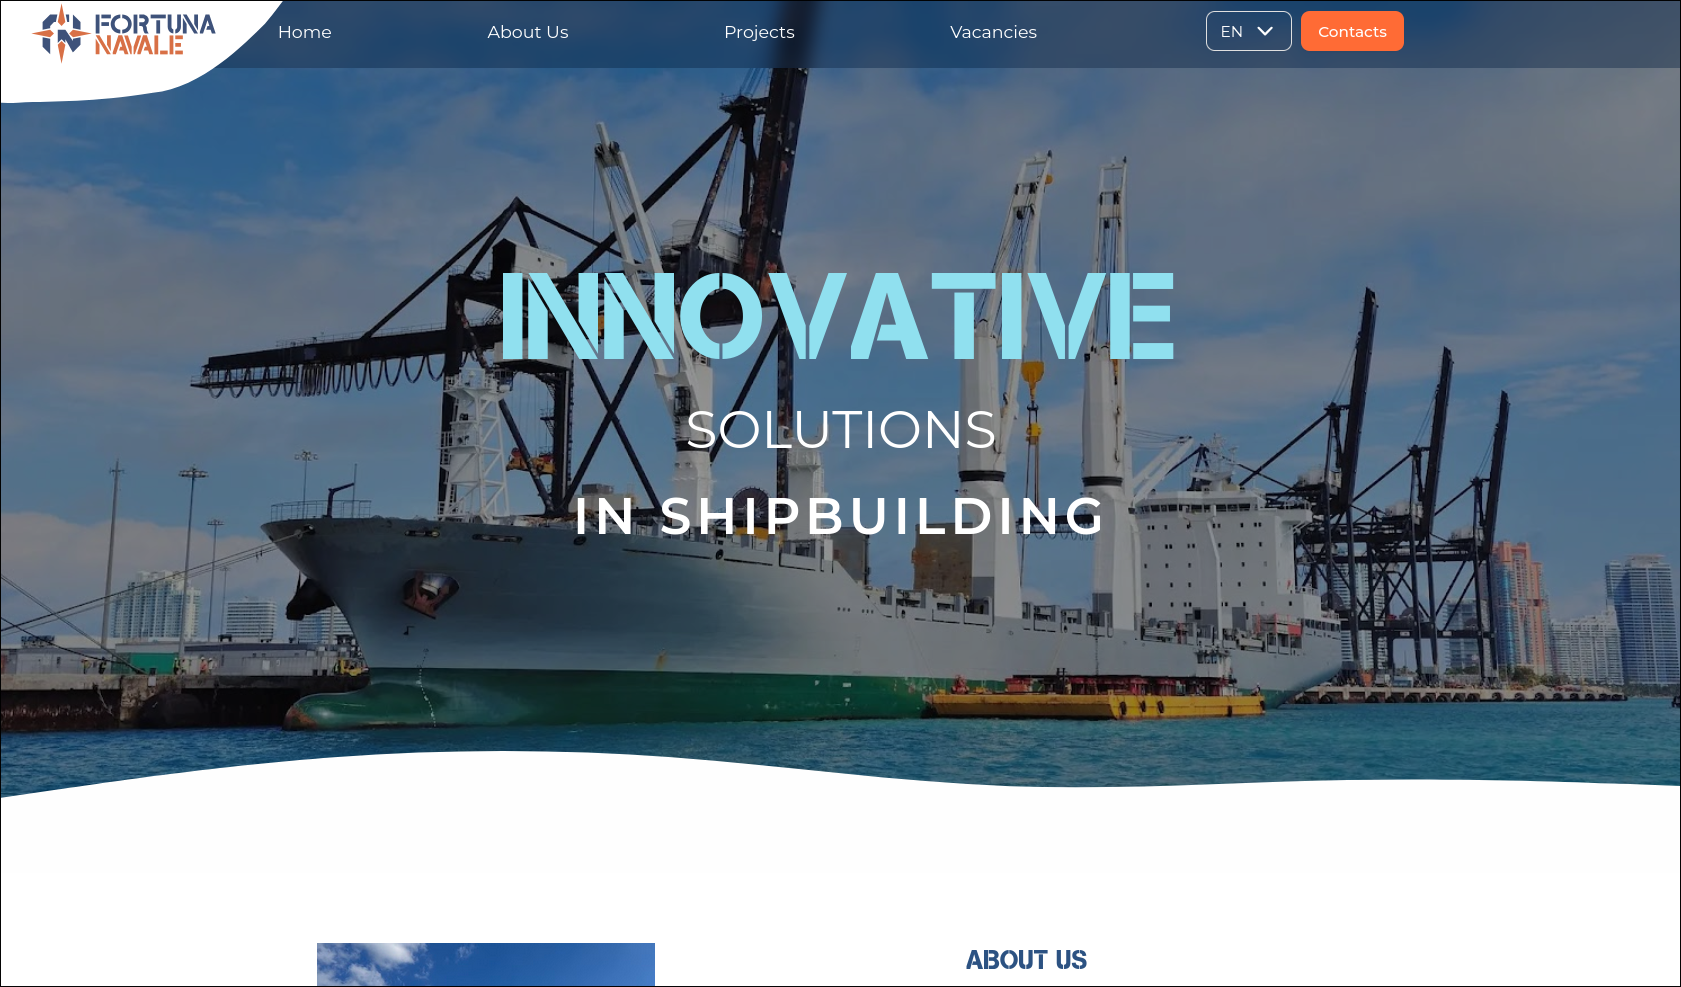 FORTUNA
NAVALE
Home
About Us
Projects
Vacancies
EN
Contacts
INNOVATIVE
SOLUTIONS
IN SHIPBUILDING
ABOUT US